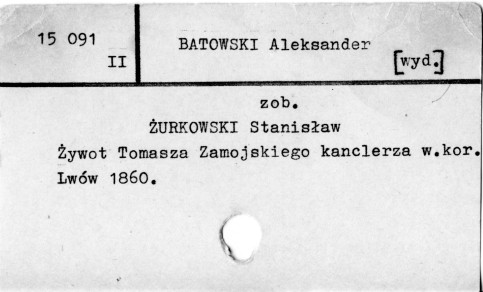 15 091
II
BATOWSKI Aleksander
[wyd.]
zob.
ŻURKOWSKI Stanisław
Żywot Tomasza Zamojskiego kanclerza w.kor.
Lwów 1860.